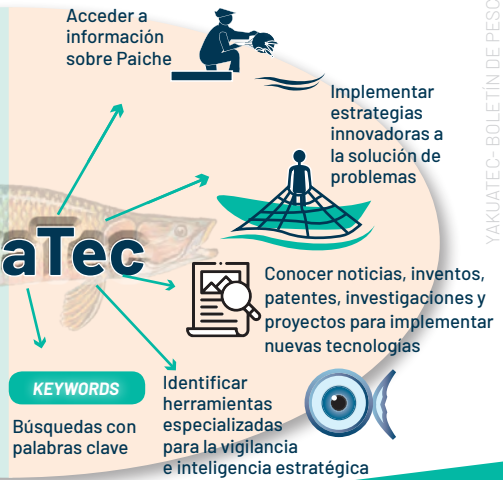 Acceder a
información
sobre Paiche
Implementar
estrategias
innovadoras a
la solución de
problemas
aTec
Conocer noticias, inventos,
patentes, investigaciones y
proyectos para implementar
nuevas tecnologías
KEYWORDS
Búsquedas con
palabras clave
Identificar
herramientas
especializadas
para la vigilancia
e inteligencia estratégica
YAKUATEC- BOLETÍN DE PESC